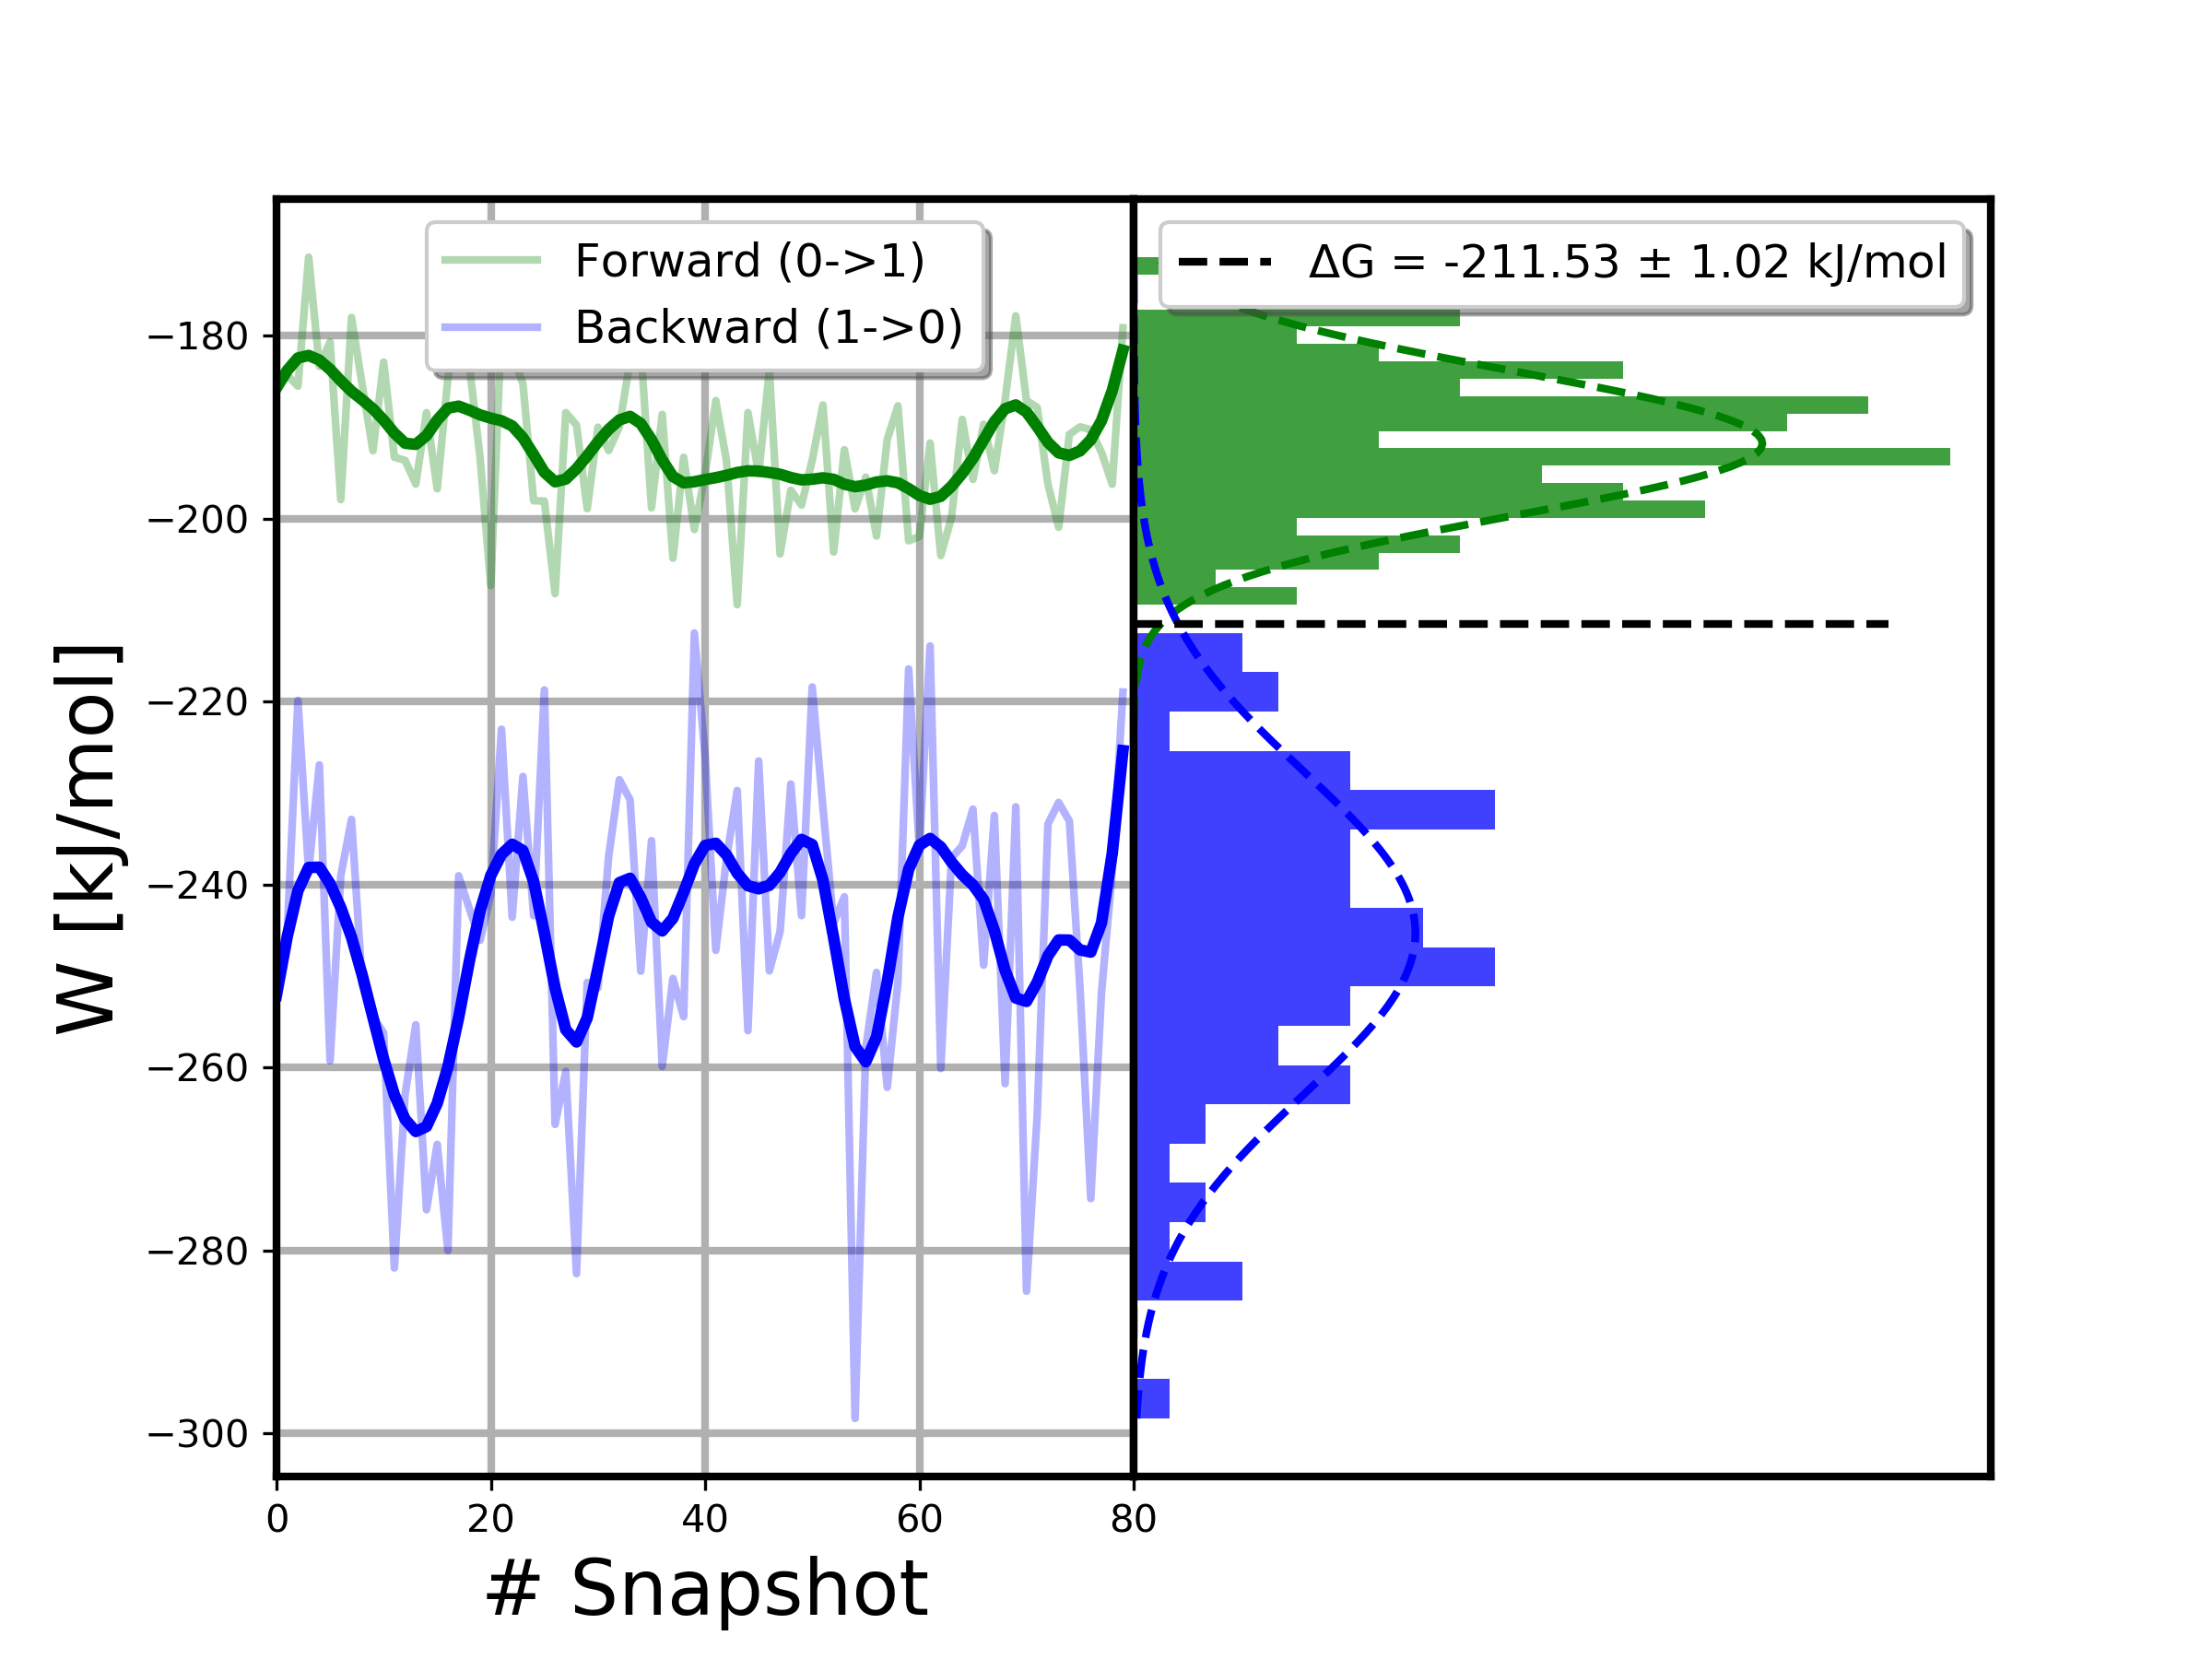 Forward (0->1)
Backward (1->0)
ΔG = -211.53 ± 1.02 kJ/mol
W [kJ/mol]
−180
−200
−220
−240
−260
−280
−300
0 20 40 60 80
# Snapshot